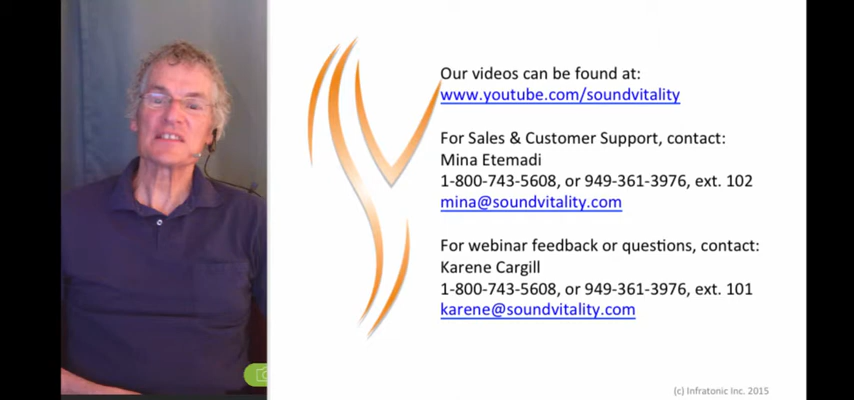 Our videos can be found at:
www.youtube.com/soundvitality
For Sales & Customer Support, contact:
Mina Etemadi
1-800-743-5608, or 949-361-3976, ext. 102
mina@soundvitality.com
For webinar feedback or questions, contact:
Karene Cargill
1-800-743-5608, or 949-361-3976, ext. 101
karene@soundvitality.com
(c) Infratonic Inc. 2015